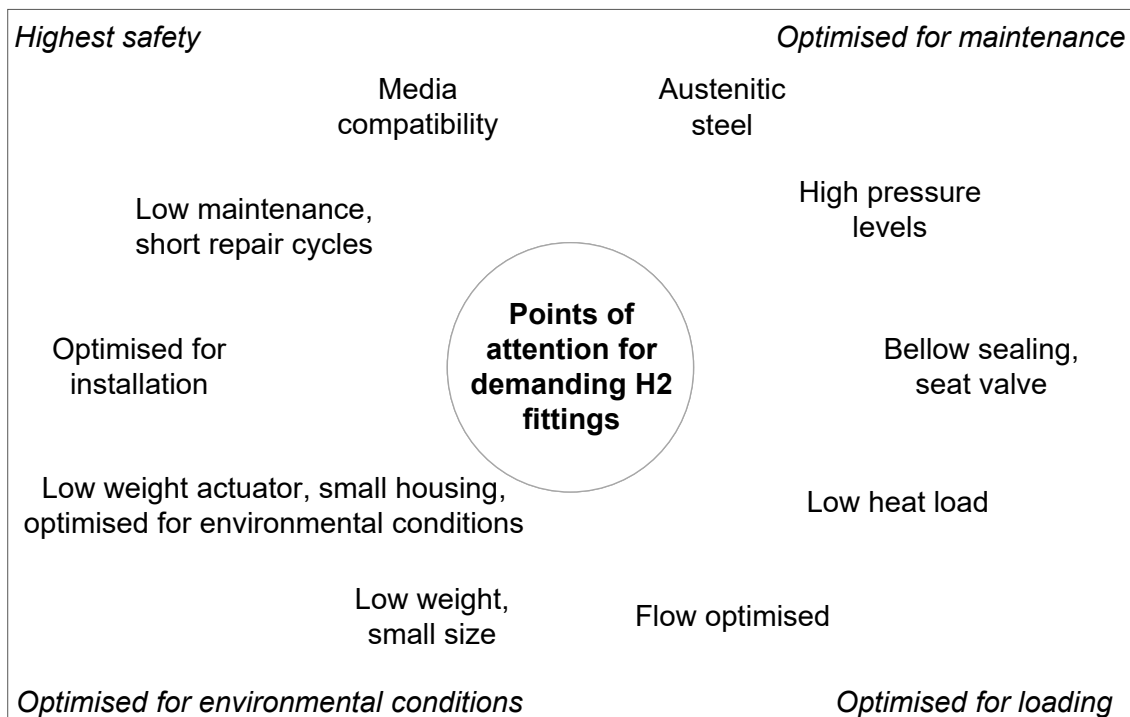 Highest safety
Optimised for maintenance
Media
compatibility
Austenitic
steel
Low maintenance,
short repair cycles
High pressure
levels
Optimised for
installation
Points of
attention for
demanding H2
fittings
Bellow sealing,
seat valve
Low weight actuator, small housing,
optimised for environmental conditions
Low heat load
Low weight,
small size
Flow optimised
Optimised for environmental conditions
Optimised for loading